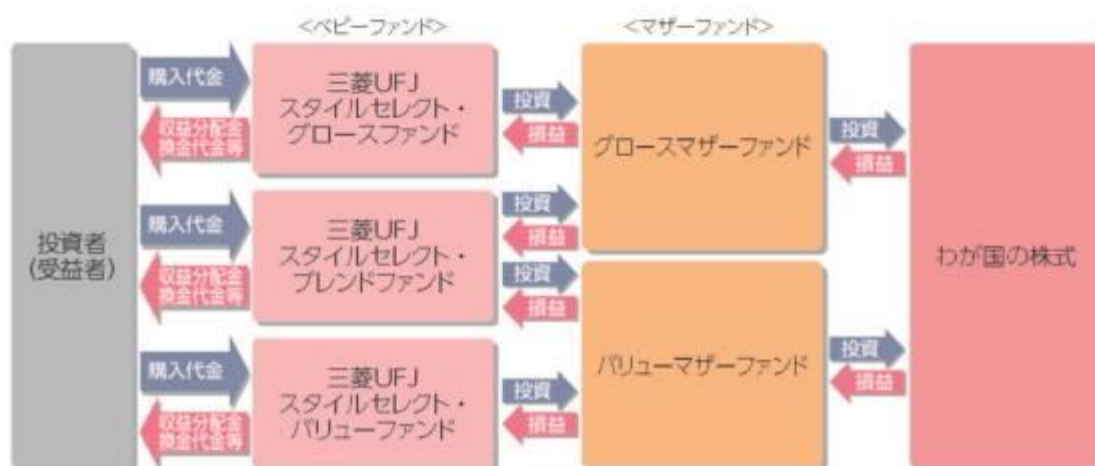 <ベビーファンド>
<マザーファンド>
投資者
(受益者)
購入代金
収益分配金
換金代金等
三菱UFJ
スタイルセレクト・
グロースファンド
投資
損益
購入代金
収益分配金
換金代金等
三菱UFJ
スタイルセレクト・
ブレンドファンド
投資
損益
投資
損益
購入代金
収益分配金
換金代金等
三菱UFJ
スタイルセレクト・
バリューファンド
投資
損益
グロースマザーファンド
投資
損益
バリューマザーファンド
投資
損益
わが国の株式